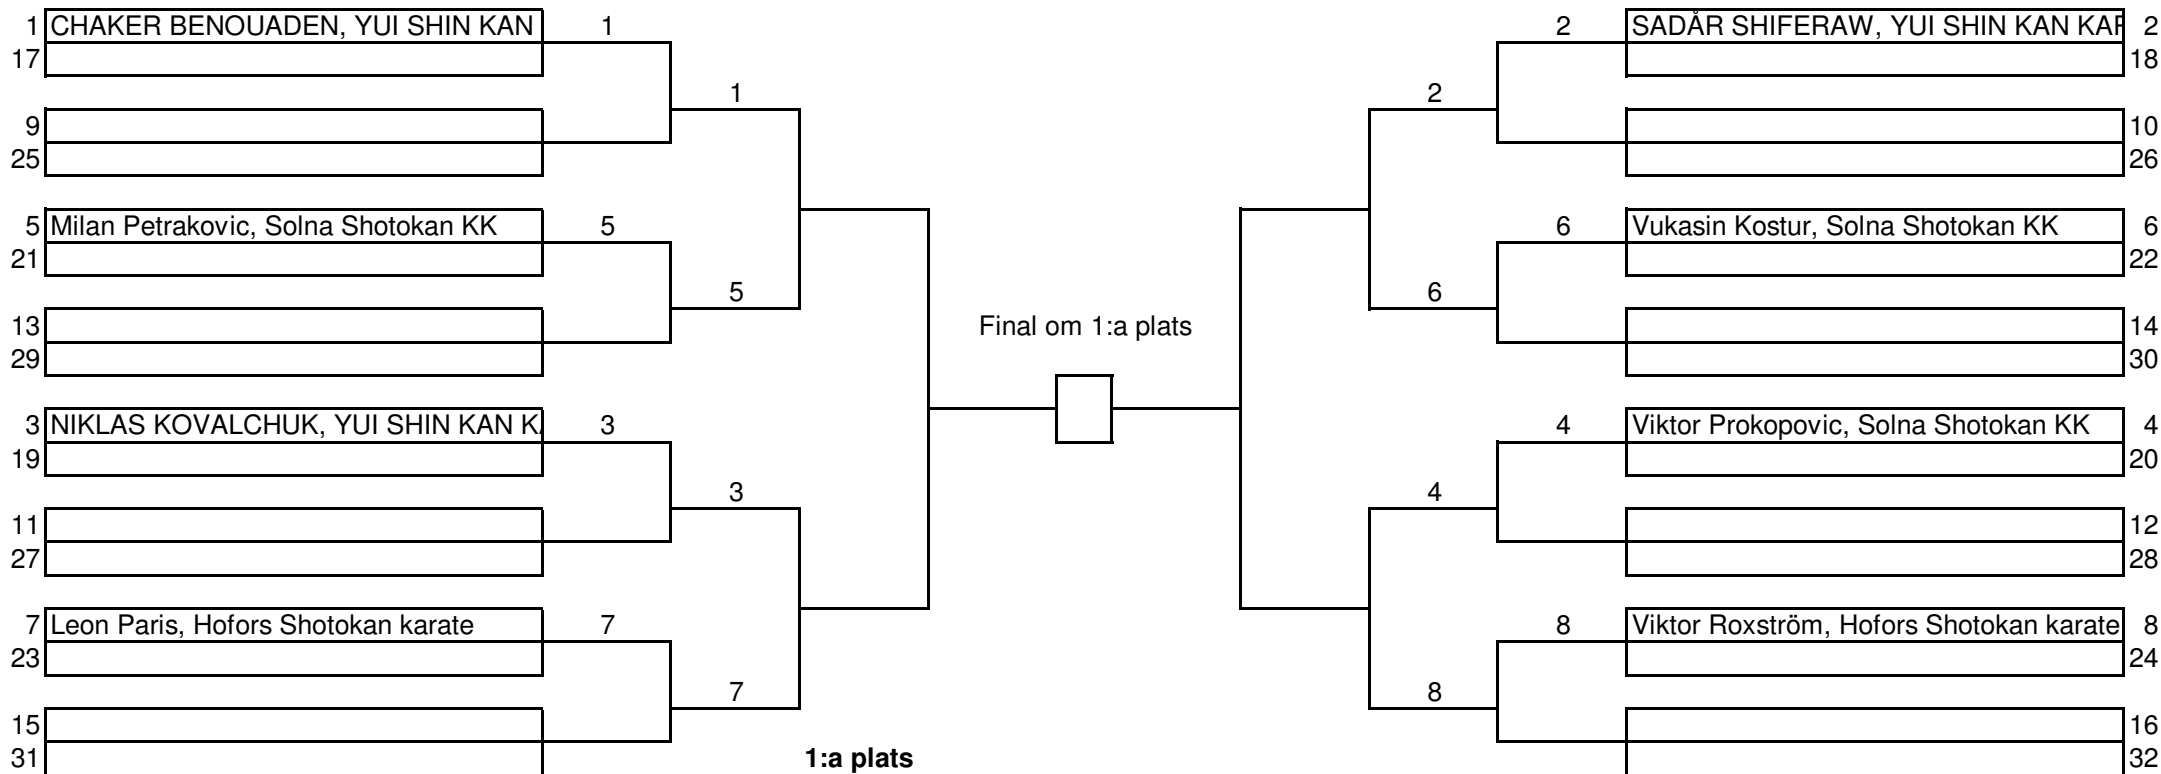 1 CHAKER BENOUADEN, YUI SHIN KAN 1 2 SADÅR SHIFERAW, YUI SHIN KAN 2
17 18
1 2
9 10
25 26
5 Milan Petrakovic, Solna Shotokan KK 5 6 Vukasin Kostur, Solna Shotokan KK 6
21 22
5 6
13 Final om 1:a plats 14
29 30
3 NIKLAS KOVALCHUK, YUI SHIN KAN 3 4 Viktor Prokopovic, Solna Shotokan KK 4
19 20
3 4
11 12
27 28
7 Leon Paris, Hofors Shotokan karate 7 8 Viktor Roxström, Hofors Shotokan karate 8
23 24
7 8
15 16
31 1:a plats 32